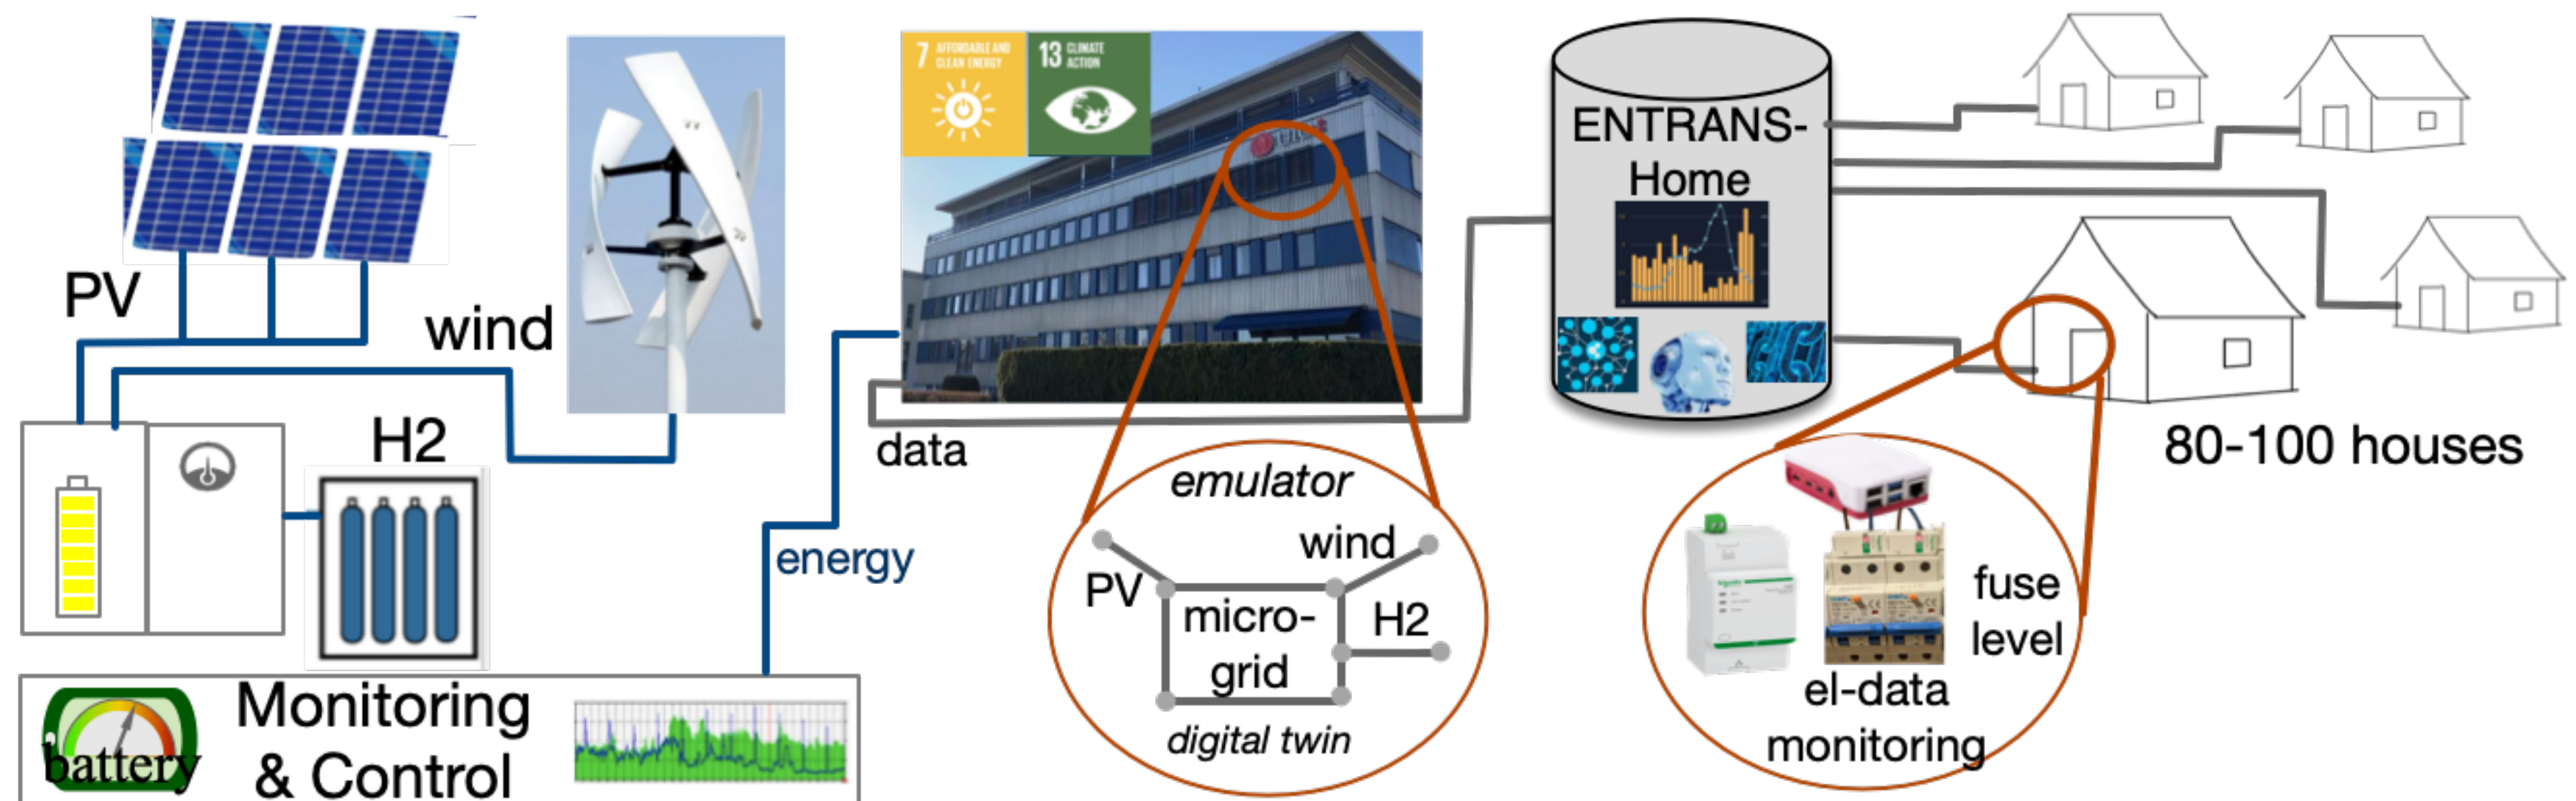 PV
wind
H2
battery
Monitoring
& Control
energy
data
7 AFFORDABLE AND
CLEAN ENERGY
13 CLIMATE
ACTION
emulator
PV
wind
micro-
grid
H2
digital twin
ENTRANS-
Home
80-100 houses
fuse
level
el-data
monitoring